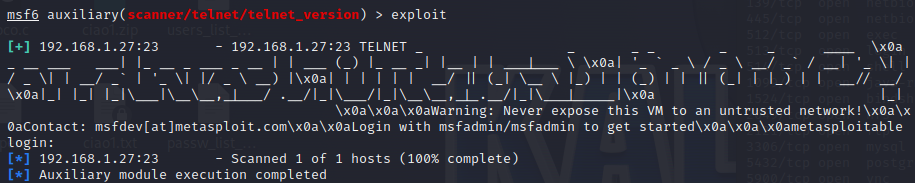 msf6 auxiliary(scanner/telnet/telnet_version) > exploit
[+] 192.168.1.27:23 - 192.168.1.27:23 TELNET _ _ _ _ _ _ ____ \x0a
_ __ ___ ___| |_ __ _ ___ _ __ | | ___ (_) |_ __ _| |__ | | ___|___ \ \x0a| '_ ` _ \ / _ \ __/ _` / __| '_ \| |
/ _ \| | __/ _` | '_ \| |/ _ \ __) |\x0a| | | | | | __/ || (_| \__ \ |_) | | (_) | | || (_| | |_) | | __// __/
\x0a|_| |_| |_|\___|\__\__,_|___/ .__/|_|\___/|_|\__\__,_|_.__/|_|\___|_____|\x0a |_|
\x0a\x0a\x0aWarning: Never expose this VM to an untrusted network!\x0a\x
0aContact: msfdev[at]metasploit.com\x0a\x0aLogin with msfadmin/msfadmin to get started\x0a\x0a\x0ametasploitable
login:
[*] 192.168.1.27:23 - Scanned 1 of 1 hosts (100% complete)
[*] Auxiliary module execution completed